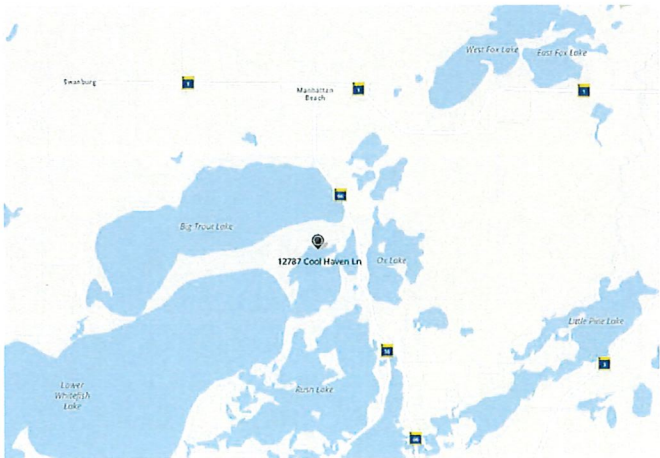 West Fox Lake
East Fox Lake
Swanburg
1
Manhattan
Beach
1
1
66
Big Trout Lake
12787 Cool Haven Ln
Ox Lake
Little Pine Lake
3
Lower
Whitefish
Lake
Rush Lake